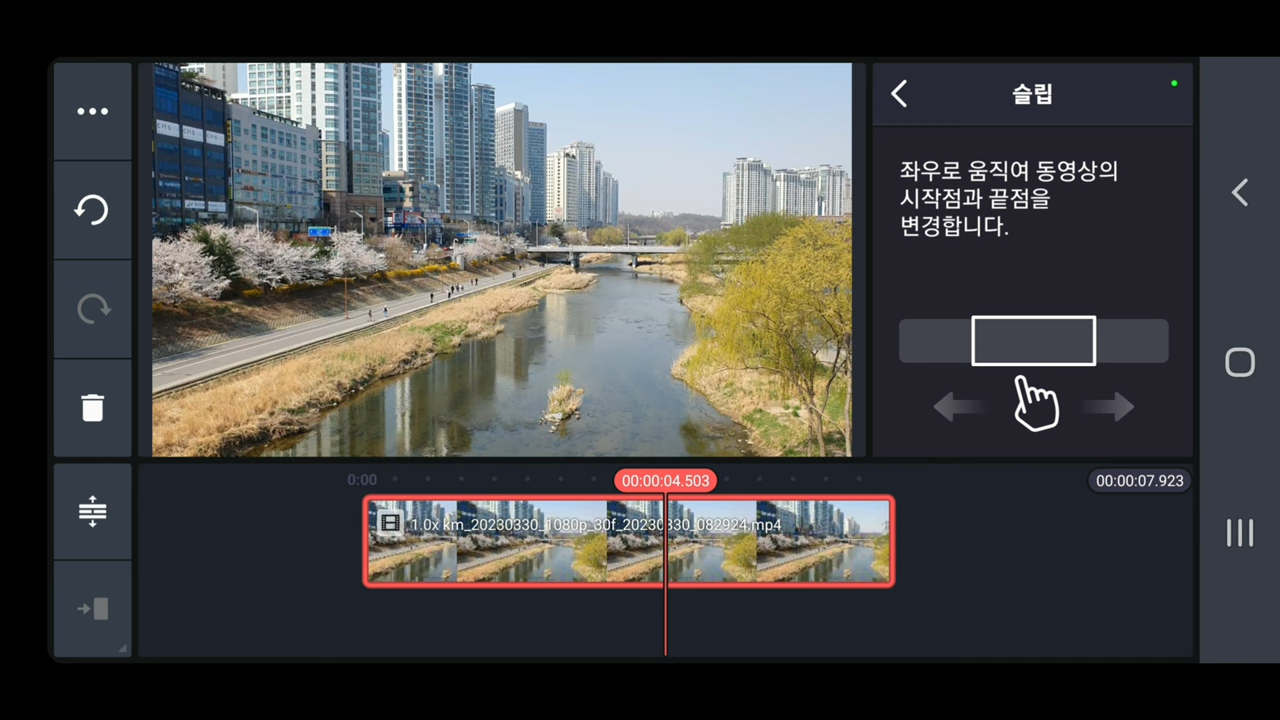 슬립
좌우로 움직여 동영상의
시작점과 끝점을
변경합니다.
0:00
00:00:04.503
00:00:07.923
1.0x km_20230330_1080p_30f_20230330_082924.mp4